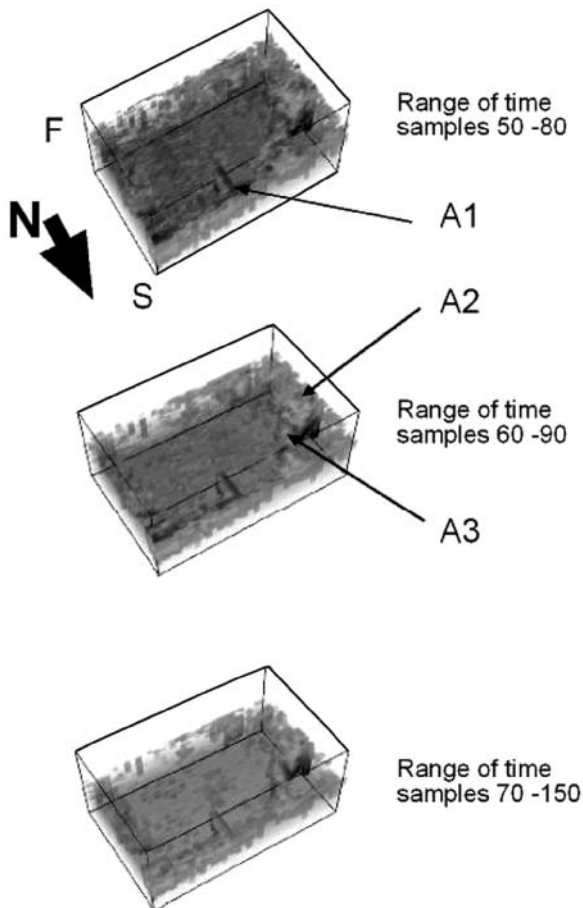 F
Range of time
samples 50 -80
N
A1
S
A2
Range of time
samples 60 -90
A3
Range of time
samples 70 -150